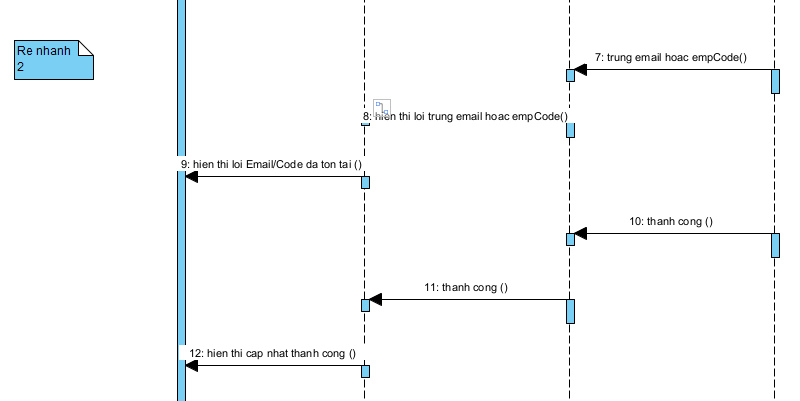 Re nhanh
2
7: trung email hoac empCode()
8: hien thi loi trung email hoac empCode()
9: hien thi loi Email/Code da ton tai ()
10: thanh cong ()
11: thanh cong ()
12: hien thi cap nhat thanh cong ()